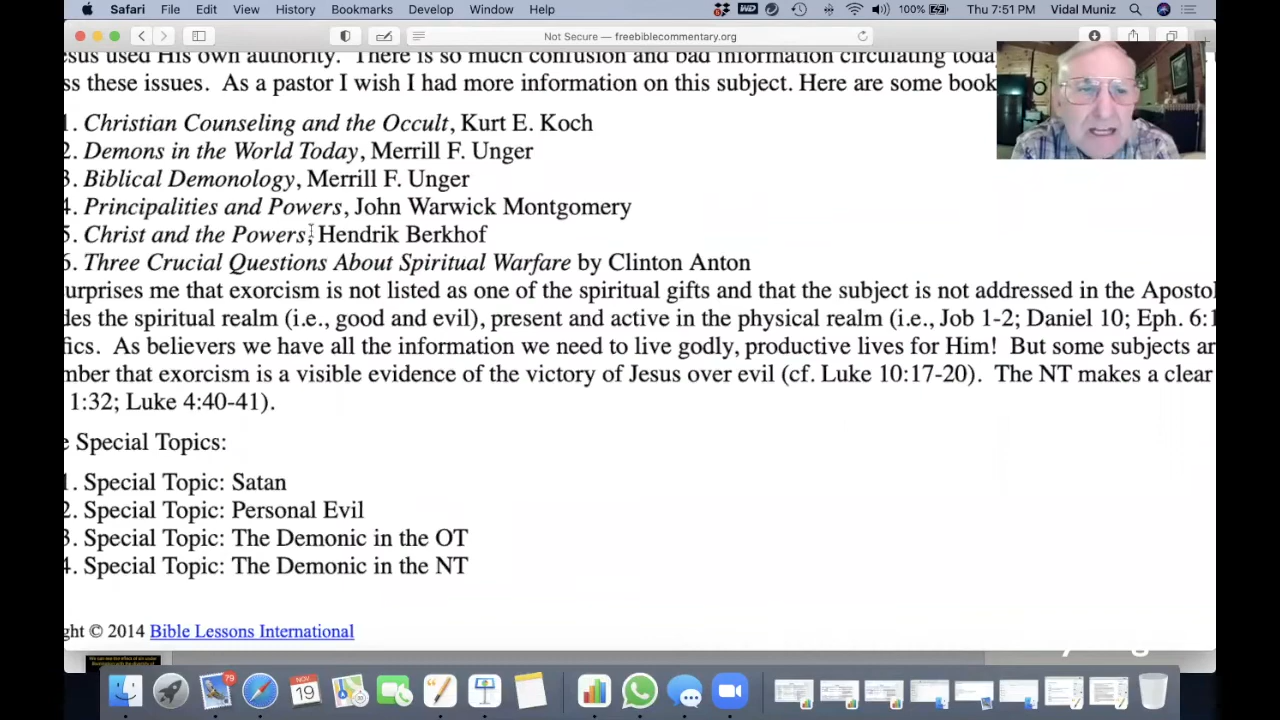 Safari File Edit View History Bookmarks Develop Window Help 100% Thu 7:51 PM Vidal Muniz
Not Secure — freebiblecommentary.org
esus used His own authority. There is so much confusion and bad information circulating toda
ss these issues. As a pastor I wish I had more information on this subject. Here are some book
1. Christian Counseling and the Occult, Kurt E. Koch
2. Demons in the World Today, Merrill F. Unger
3. Biblical Demonology, Merrill F. Unger
4. Principalities and Powers, John Warwick Montgomery
5. Christ and the Powers, Hendrik Berkhof
6. Three Crucial Questions About Spiritual Warfare by Clinton Anton
urprises me that exorcism is not listed as one of the spiritual gifts and that the subject is not addressed in the Apostol
des the spiritual realm (i.e., good and evil), present and active in the physical realm (i.e., Job 1-2; Daniel 10; Eph. 6:1
fics. As believers we have all the information we need to live godly, productive lives for Him! But some subjects ar
mber that exorcism is a visible evidence of the victory of Jesus over evil (cf. Luke 10:17-20). The NT makes a clear
1:32; Luke 4:40-41).
e Special Topics:
1. Special Topic: Satan
2. Special Topic: Personal Evil
3. Special Topic: The Demonic in the OT
4. Special Topic: The Demonic in the NT
ght © 2014 Bible Lessons International
79
NOV
19